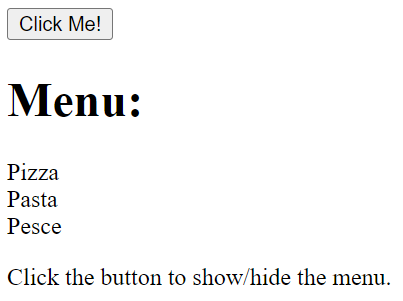 Click Me!
Menu:
Pizza
Pasta
Pesce
Click the button to show/hide the menu.